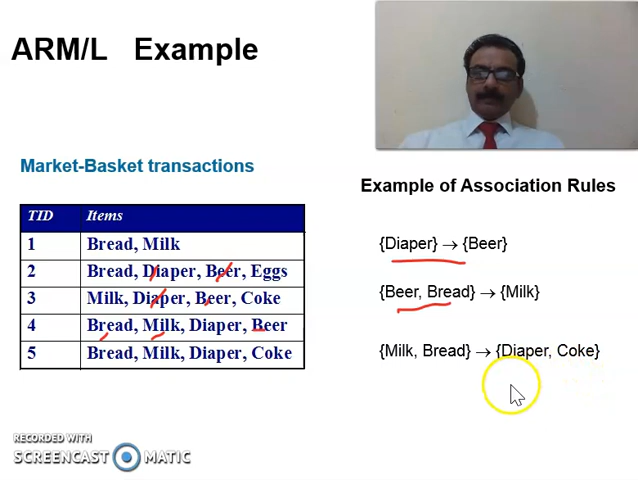 ARM/L Example
Market-Basket transactions
TID Items
1 Bread, Milk
2 Bread, Diaper, Beer, Eggs
3 Milk, Diaper, Beer, Coke
4 Bread, Milk, Diaper, Beer
5 Bread, Milk, Diaper, Coke
Example of Association Rules
{Diaper} → {Beer}
{Beer, Bread} → {Milk}
{Milk, Bread} → {Diaper, Coke}
RECORDED WITH
SCREENCAST MATIC